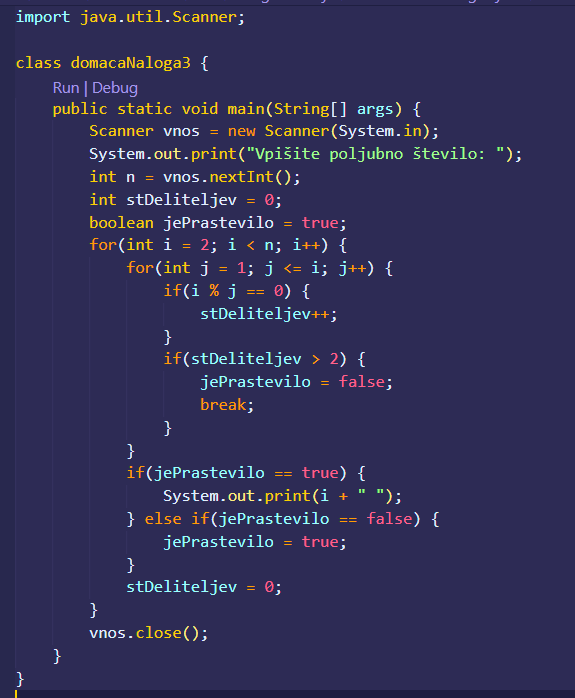 import java.util.Scanner;
class domacaNaloga3 {
Run | Debug
public static void main(String[] args) {
Scanner vnos = new Scanner(System.in);
System.out.print("Vpišite poljubno število: ");
int n = vnos.nextInt();
int stDeliteljev = 0;
boolean jePrastevilo = true;
for(int i = 2; i < n; i++) {
for(int j = 1; j <= i; j++) {
if(i % j == 0) {
stDeliteljev++;
}
if(stDeliteljev > 2) {
jePrastevilo = false;
break;
}
}
if(jePrastevilo == true) {
System.out.print(i + " ");
} else if(jePrastevilo == false) {
jePrastevilo = true;
}
stDeliteljev = 0;
}
vnos.close();
}
}